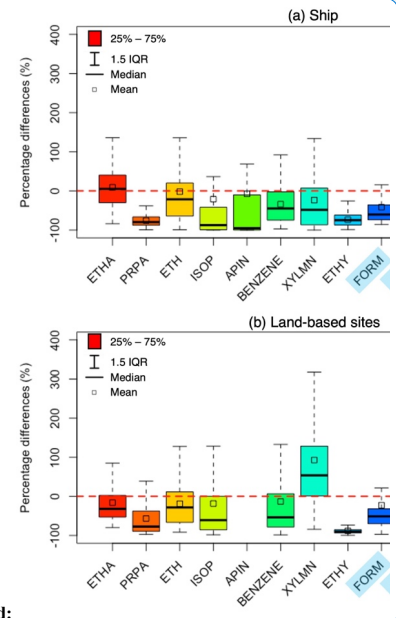 (a) Ship
Percentage differences (%)
400
300
200
100
0
-100
25% – 75%
1.5 IQR
Median
Mean
ETHA
PRPA
ETH
ISOP
APIN
BENZENE
XYLMN
ETHY
FORM
(b) Land-based sites
Percentage differences (%)
400
300
200
100
0
-100
25% – 75%
1.5 IQR
Median
Mean
ETHA
PRPA
ETH
ISOP
APIN
BENZENE
XYLMN
ETHY
FORM
d: